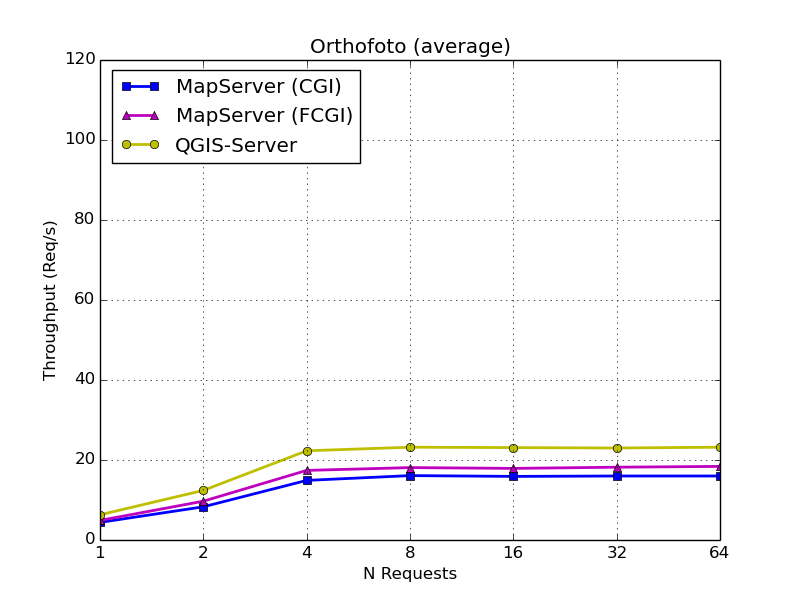 Orthofoto (average)
120
100
80
60
40
20
0
Throughput (Req/s)
MapServer (CGI)
MapServer (FCGI)
QGIS-Server
1 2 4 8 16 32 64
N Requests